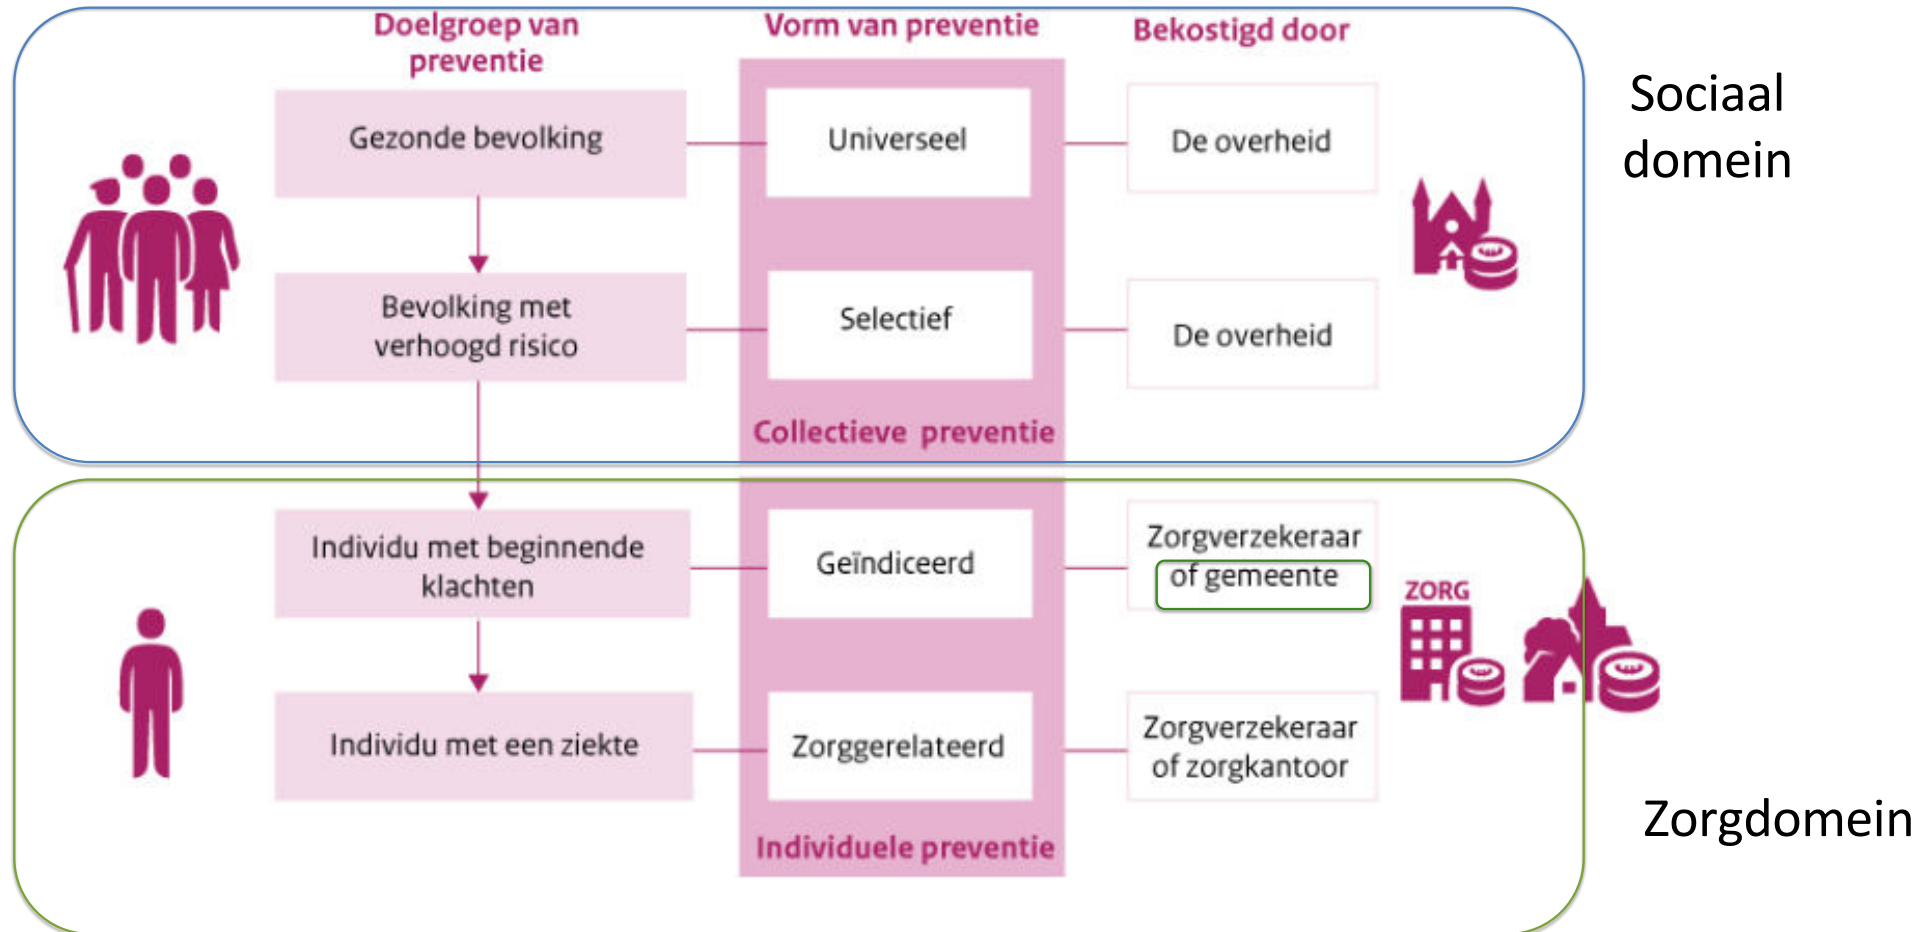 Doelgroep van
preventie
Vorm van preventie
Bekostigd door
Sociaal
domein
Gezonde bevolking
Universeel
De overheid
Bevolking met
verhoogd risico
Selectief
De overheid
Collectieve preventie
Individu met beginnende
klachten
Geïndiceerd
Zorgverzekeraar
of gemeente
ZORG
Individu met een ziekte
Zorggerelateerd
Zorgverzekeraar
of zorgkantoor
Individuele preventie
Zorgdomein